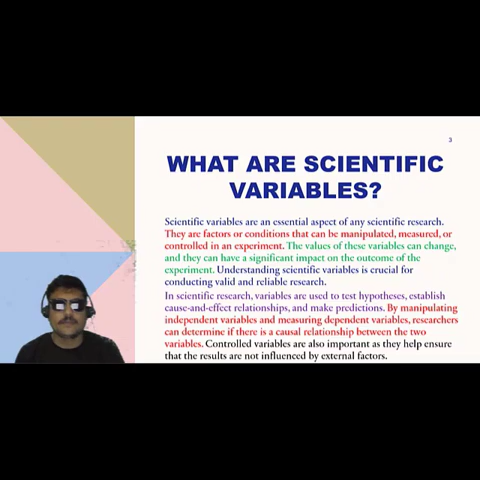 3
WHAT ARE SCIENTIFIC
VARIABLES?
Scientific variables are an essential aspect of any scientific research.
They are factors or conditions that can be manipulated, measured, or
controlled in an experiment. The values of these variables can change,
and they can have a significant impact on the outcome of the
experiment. Understanding scientific variables is crucial for
conducting valid and reliable research.
In scientific research, variables are used to test hypotheses, establish
cause-and-effect relationships, and make predictions. By manipulating
independent variables and measuring dependent variables, researchers
can determine if there is a causal relationship between the two
variables. Controlled variables are also important as they help ensure
that the results are not influenced by external factors.